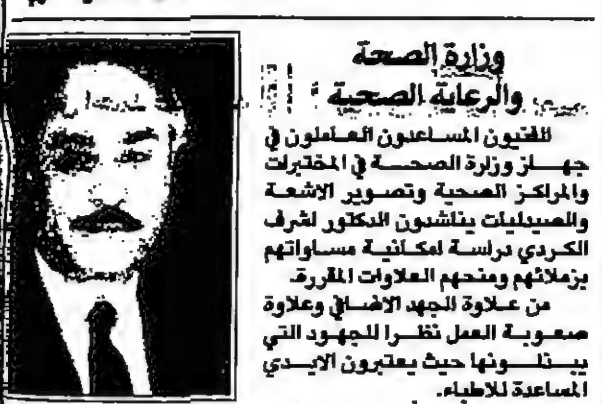 وزارة الصحة
والرعاية الصحية
الفنيون المساعدون العاملون في
جهاز وزارة الصحة في المختبرات
والمراكز الصحية وتصوير الاشعة
والصيدليات يناشدون الدكتور اشرف
الكردي دراسة امكانية مساواتهم
بزملائهم ومنحهم العلاوات المقررة.
من علاوة الجهد الاضافي وعلاوة
صعوبة العمل نظرا للجهود التي
يبذلونها حيث يعتبرون الايدي
المساعدة للاطباء.